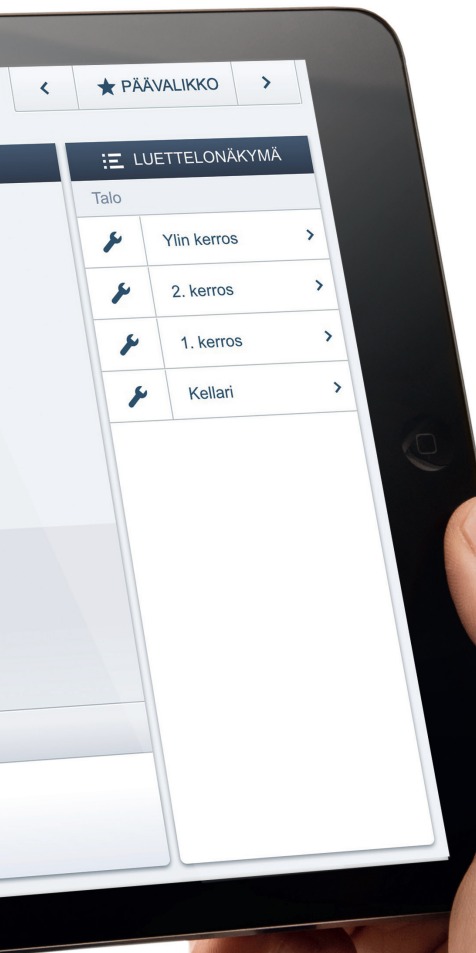 PÄÄVALIKKO
LUETTELONÄKYMÄ
Talo
Ylin kerros
2. kerros
1. kerros
Kellari